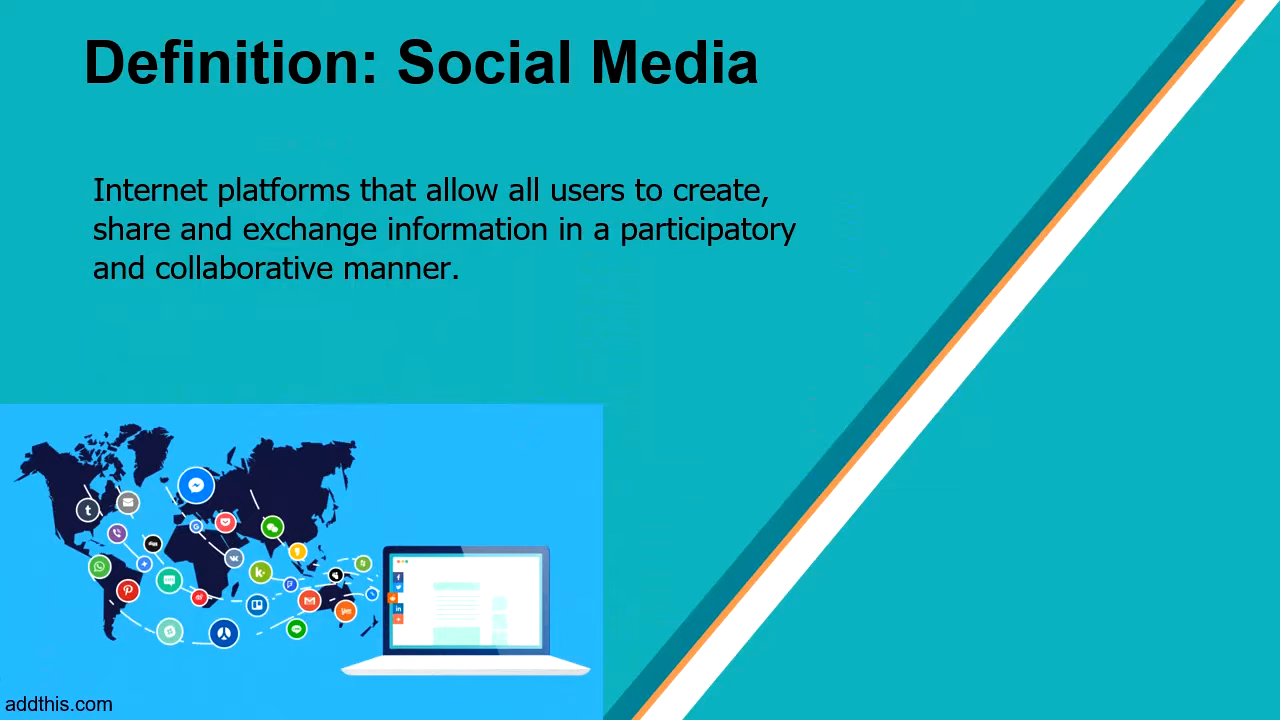 Definition: Social Media
Internet platforms that allow all users to create,
share and exchange information in a participatory
and collaborative manner.
addthis.com